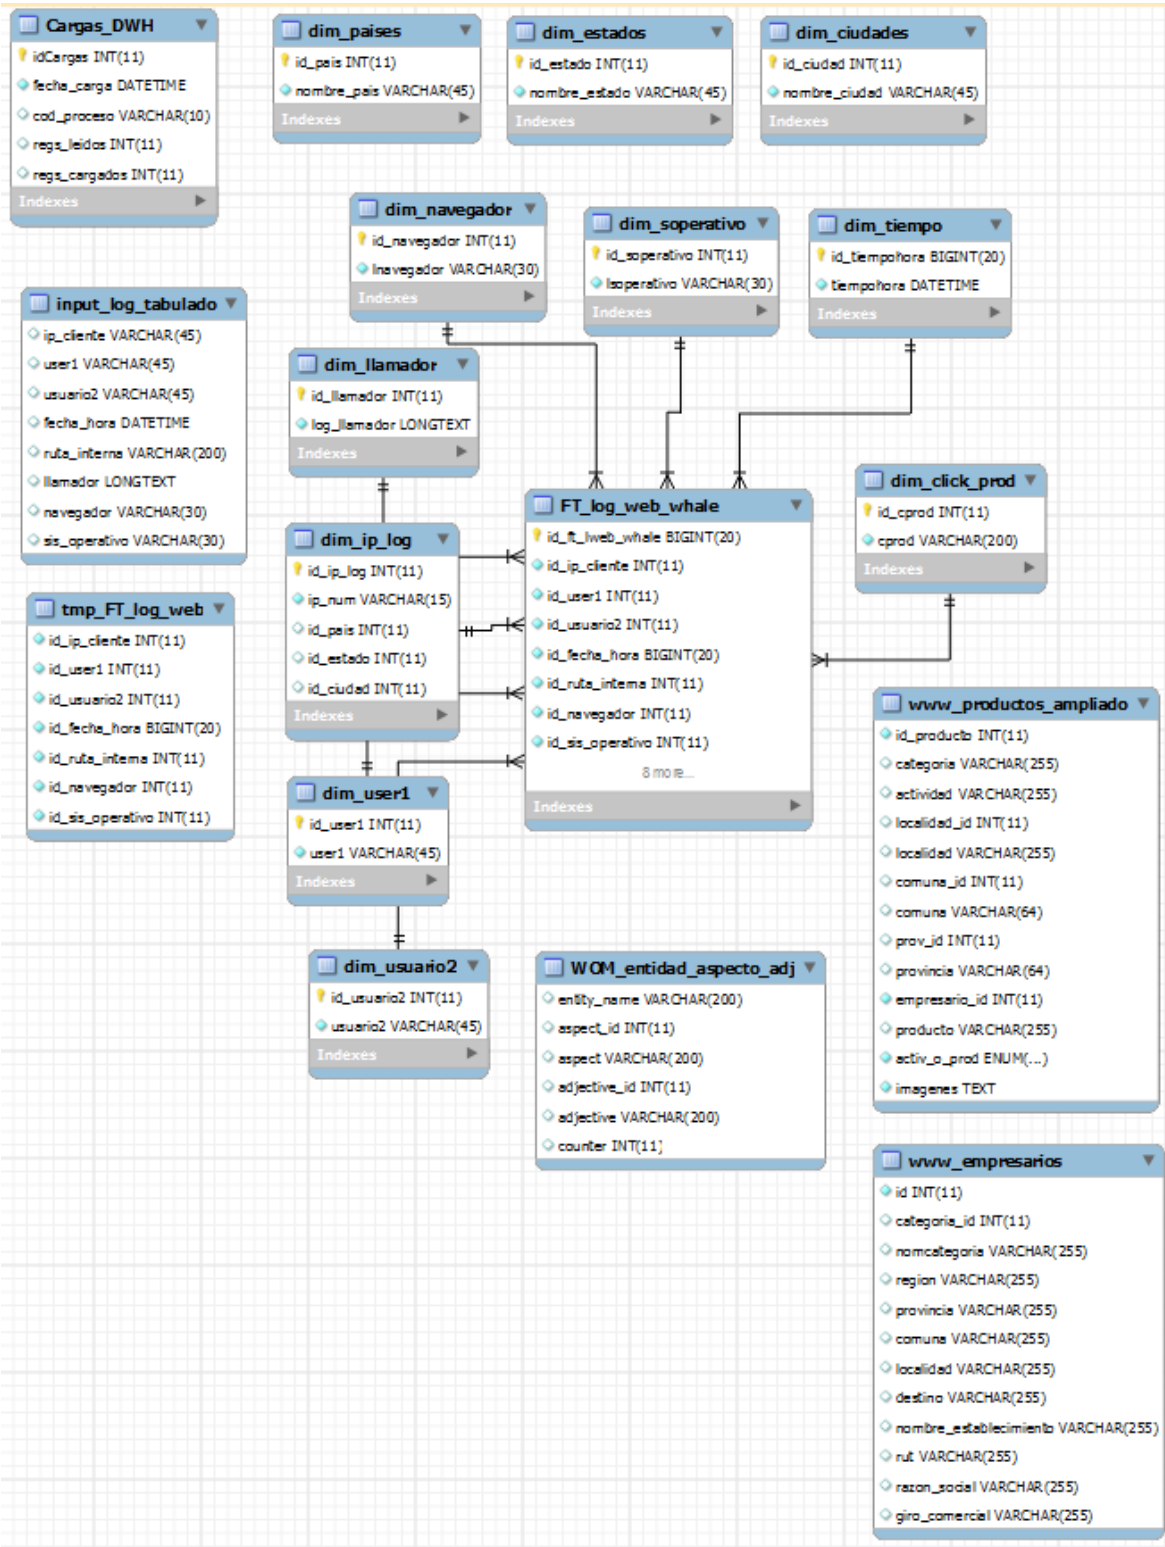 Cargas_DWH
idCargas INT(11)
fecha_carga DATETIME
cod_proceso VARCHAR(10)
regs_leidos INT(11)
regs_cargados INT(11)
Indexes
dim_paises
id_pais INT(11)
nombre_pais VARCHAR(45)
Indexes
dim_estados
id_estado INT(11)
nombre_estado VARCHAR(45)
Indexes
dim_ciudades
id_ciudad INT(11)
nombre_ciudad VARCHAR(45)
Indexes
dim_navegador
id_navegador INT(11)
lnavegador VARCHAR(30)
Indexes
dim_soperativo
id_soperativo INT(11)
lsoperativo VARCHAR(30)
Indexes
dim_tiempo
id_tiempohora BIGINT(20)
tiempohora DATETIME
Indexes
input_log_tabulado
ip_cliente VARCHAR(45)
user1 VARCHAR(45)
usuario2 VARCHAR(45)
fecha_hora DATETIME
ruta_interna VARCHAR(200)
llamador LONGTEXT
navegador VARCHAR(30)
sis_operativo VARCHAR(30)
dim_llamador
id_llamador INT(11)
log_llamador LONGTEXT
Indexes
dim_ip_log
id_ip_log INT(11)
ip_num VARCHAR(15)
id_pais INT(11)
id_estado INT(11)
id_ciudad INT(11)
Indexes
FT_log_web_whale
id_ft_lweb_whale BIGINT(20)
id_ip_cliente INT(11)
id_user1 INT(11)
id_usuario2 INT(11)
id_fecha_hora BIGINT(20)
id_ruta_interna INT(11)
id_navegador INT(11)
id_sis_operativo INT(11)
8 more...
Indexes
dim_click_prod
id_cprod INT(11)
cprod VARCHAR(200)
Indexes
tmp_FT_log_web
id_ip_cliente INT(11)
id_user1 INT(11)
id_usuario2 INT(11)
id_fecha_hora BIGINT(20)
id_ruta_interna INT(11)
id_navegador INT(11)
id_sis_operativo INT(11)
dim_user1
id_user1 INT(11)
user1 VARCHAR(45)
Indexes
dim_usuario2
id_usuario2 INT(11)
usuario2 VARCHAR(45)
Indexes
WOM_entidad_aspecto_adj
entity_name VARCHAR(200)
aspect_id INT(11)
aspect VARCHAR(200)
adjective_id INT(11)
adjective VARCHAR(200)
counter INT(11)
www_productos_ampliado
id_producto INT(11)
categoria VARCHAR(255)
actividad VARCHAR(255)
localidad_id INT(11)
localidad VARCHAR(255)
comuna_id INT(11)
comuna VARCHAR(64)
prov_id INT(11)
provincia VARCHAR(64)
empresario_id INT(11)
producto VARCHAR(255)
activ_o_prod ENUM(...)
imagenes TEXT
www_empresarios
id INT(11)
categoria_id INT(11)
nomcategoria VARCHAR(255)
region VARCHAR(255)
provincia VARCHAR(255)
comuna VARCHAR(255)
localidad VARCHAR(255)
destino VARCHAR(255)
nombre_establecimiento VARCHAR(255)
rut VARCHAR(255)
razon_social VARCHAR(255)
giro_comercial VARCHAR(255)